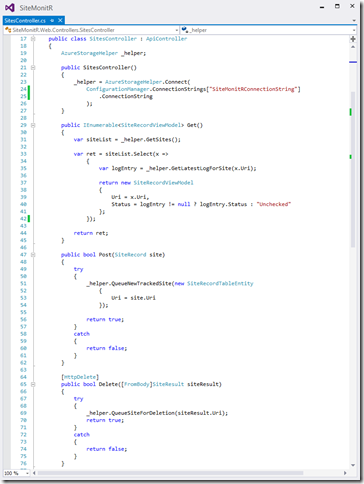 SiteMonitR
SitesController.cs
SiteMonitR.Web.Controllers.SitesController
_helper
17 public class SitesController : ApiController
18 {
19 AzureStorageHelper _helper;
20
21 public SitesController()
22 {
23 _helper = AzureStorageHelper.Connect(
24 ConfigurationManager.ConnectionStrings["SiteMonitRConnectionString"]
25 .ConnectionString
26 );
27 }
28
29 public IEnumerable<SiteRecordViewModel> Get()
30 {
31 var siteList = _helper.GetSites();
32
33 var ret = siteList.Select(x =>
34 {
35 var logEntry = _helper.GetLatestLogForSite(x.Uri);
36
37 return new SiteRecordViewModel
38 {
39 Uri = x.Uri,
40 Status = logEntry != null ? logEntry.Status : "Unchecked"
41 };
42 });
43
44 return ret;
45 }
46
47 public bool Post(SiteRecord site)
48 {
49 try
50 {
51 _helper.QueueNewTrackedSite(new SiteRecordTableEntity
52 {
53 Uri = site.Uri
54 });
55
56 return true;
57 }
58 catch
59 {
60 return false;
61 }
62 }
63
64 [HttpDelete]
65 public bool Delete([FromBody]SiteResult siteResult)
66 {
67 try
68 {
69 _helper.QueueSiteForDeletion(siteResult.Uri);
70 return true;
71 }
72 catch
73 {
74 return false;
75 }
76 }
100 %